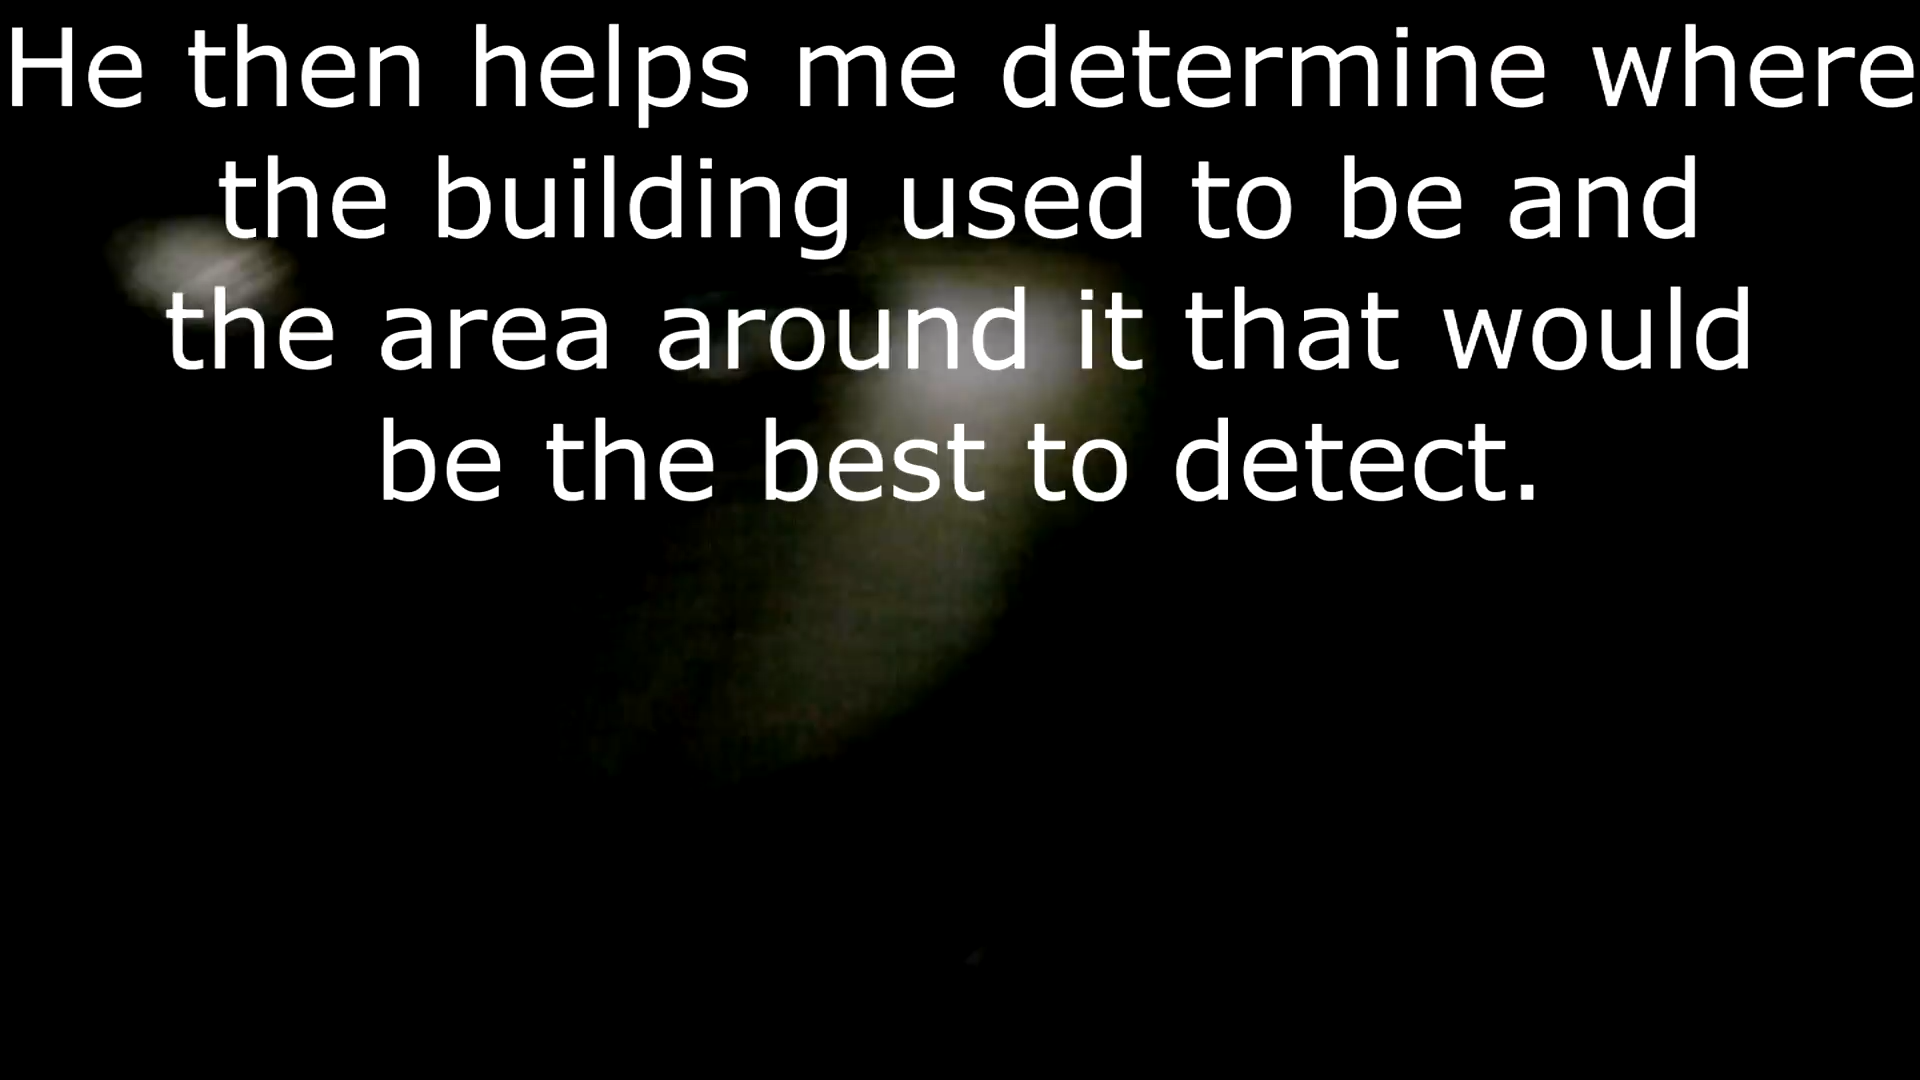 He then helps me determine where
the building used to be and
the area around it that would
be the best to detect.